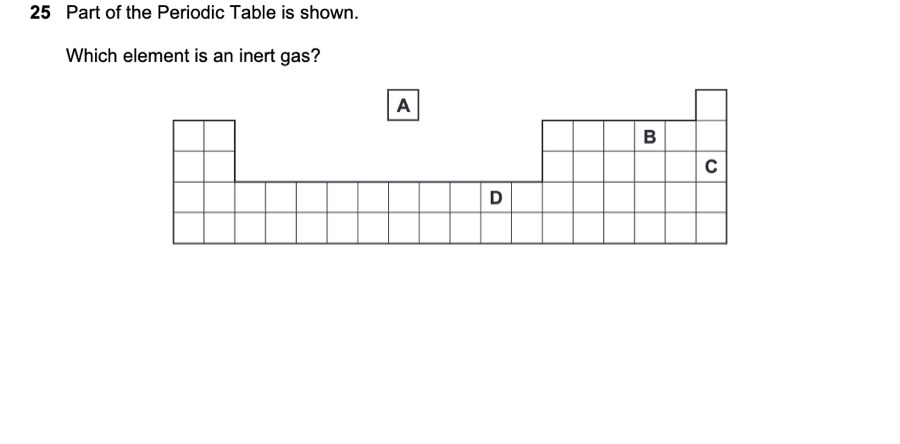 25 Part of the Periodic Table is shown.
Which element is an inert gas?
A
B
C
D